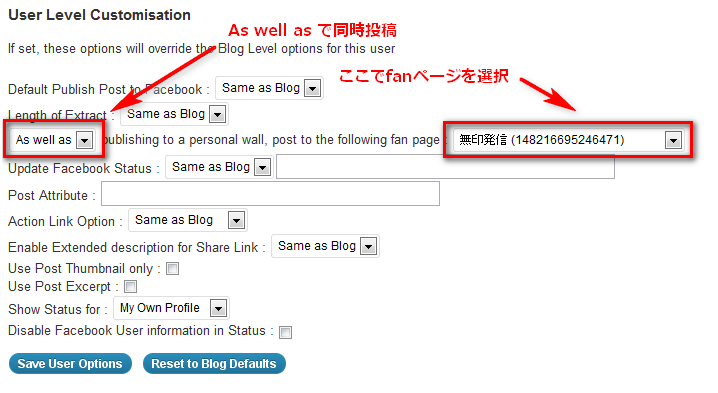 User Level Customisation
As well as で同時投稿
If set, these options will override the Blog Level options for this user
ここでfanページを選択
Default Publish Post to Facebook : Same as Blog
Length of Extract : Same as Blog
As well as publishing to a personal wall, post to the following fan page : 無印発信 (148216695246471)
Update Facebook Status : Same as Blog
Post Attribute :
Action Link Option : Same as Blog
Enable Extended description for Share Link : Same as Blog
Use Post Thumbnail only :
Use Post Excerpt :
Show Status for : My Own Profile
Disable Facebook User information in Status :
Save User Options Reset to Blog Defaults